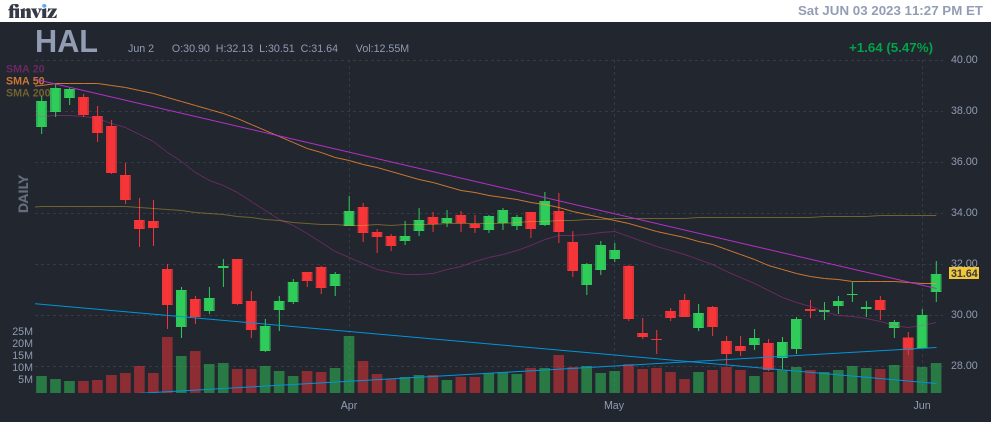 finviz Sat JUN 03 2023 11:27 PM ET
HAL Jun 2 O:30.90 H:32.13 L:30.51 C:31.64 Vol:12.55M +1.64 (5.47%)
SMA 20
SMA 50
SMA 200
DAILY
40.00
38.00
36.00
34.00
32.00
31.64
30.00
28.00
25M
20M
15M
10M
5M
Apr May Jun